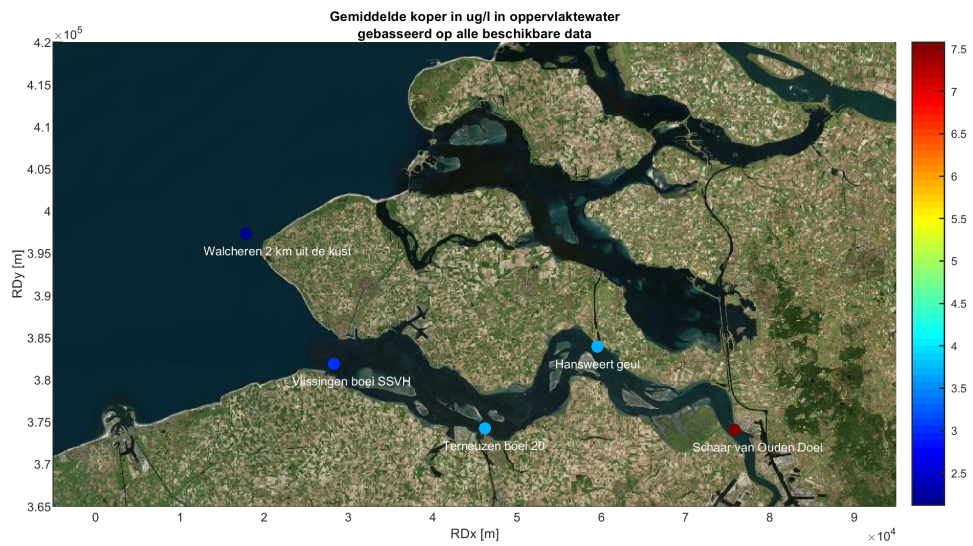 Gemiddelde koper in ug/l in oppervlaktewater
gebasseerd op alle beschikbare data
×10⁵
4.2
4.15
4.1
4.05
4
3.95
3.9
3.85
3.8
3.75
3.7
3.65
RDy [m]
Walcheren 2 km uit de kust
Vlissingen boei SSVH
Hansweert geul
Terneuzen boei 20
Schaar van Ouden Doel
0 1 2 3 4 5 6 7 8 9
RDx [m]
×10⁴
7.5
7
6.5
6
5.5
5
4.5
4
3.5
3
2.5